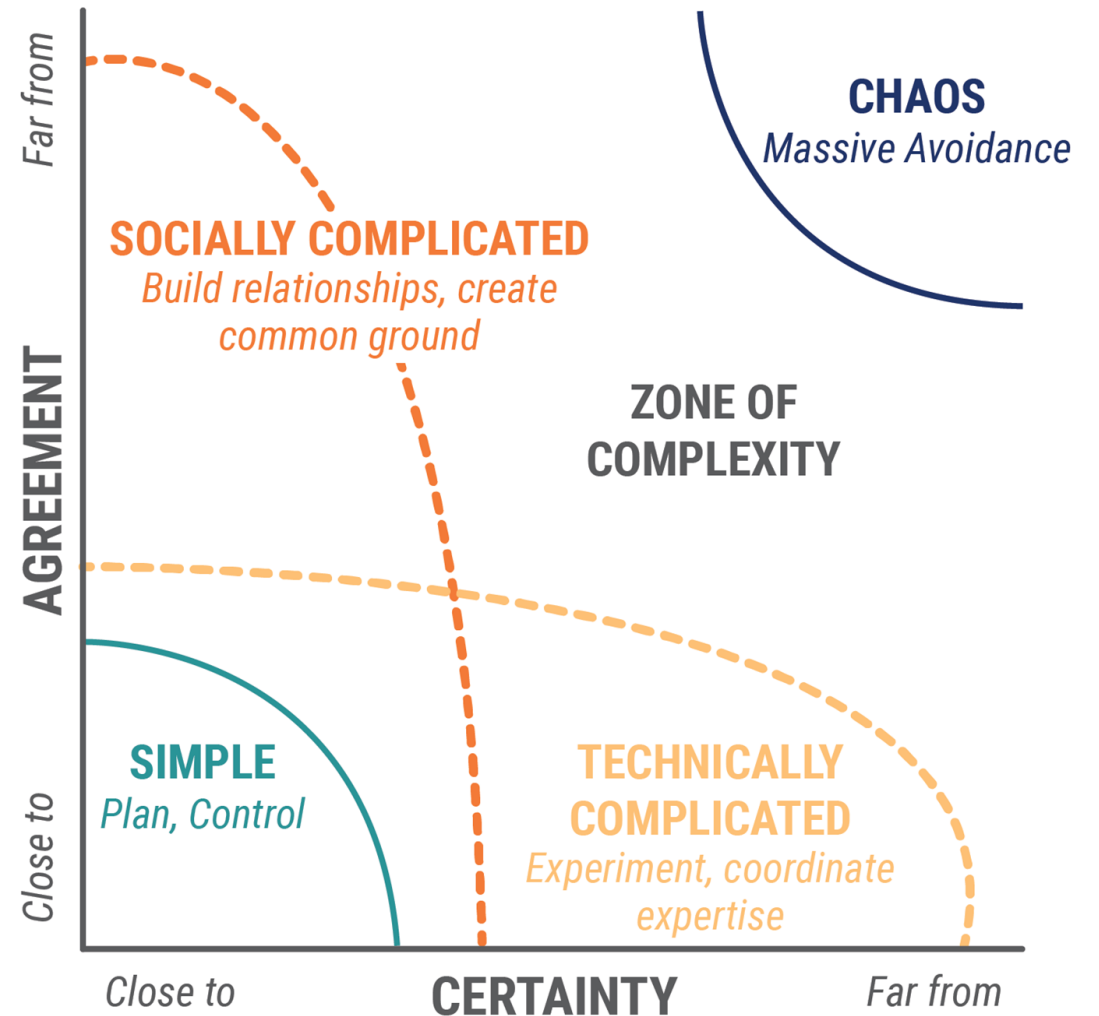 Far from
CHAOS
Massive Avoidance
SOCIALLY COMPLICATED
Build relationships, create
common ground
AGREEMENT
ZONE OF
COMPLEXITY
SIMPLE
Plan, Control
TECHNICALLY
COMPLICATED
Experiment, coordinate
expertise
Close to
Close to
CERTAINTY
Far from